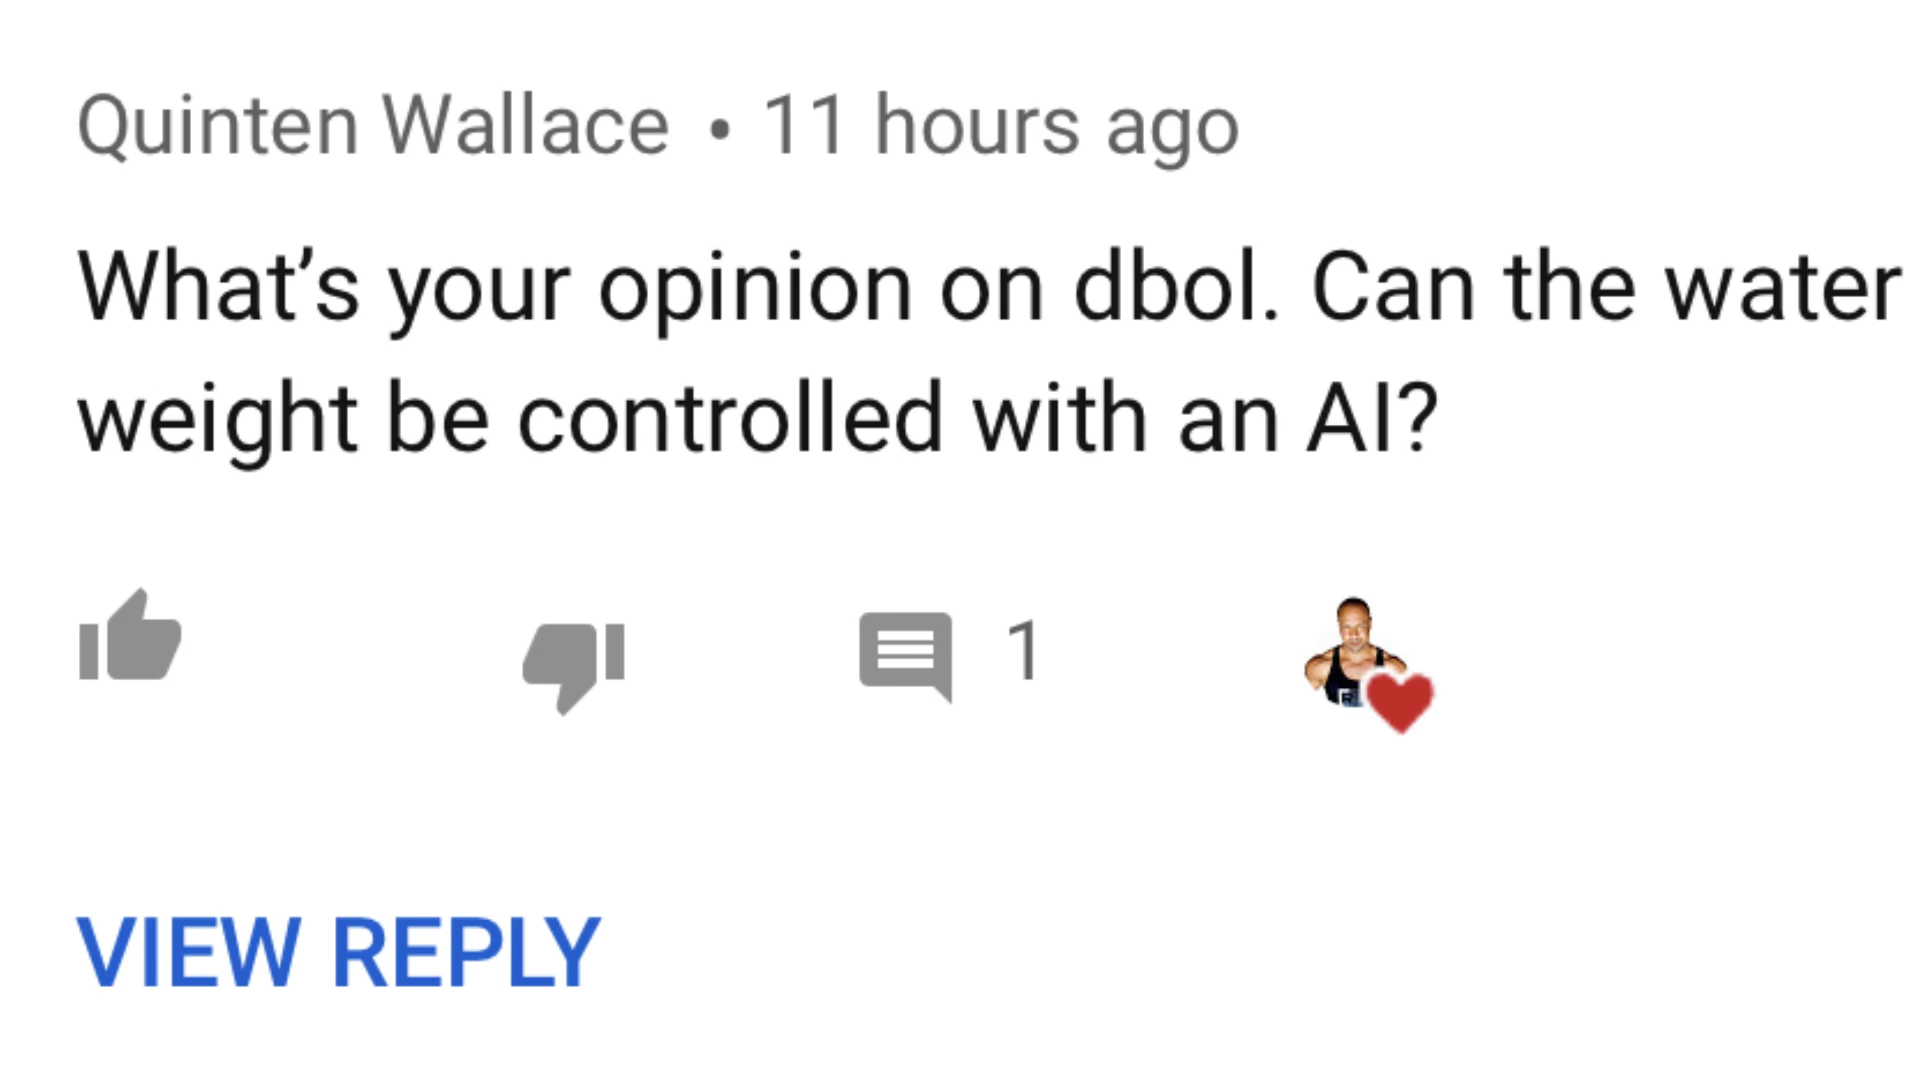 Quinten Wallace • 11 hours ago
What’s your opinion on dbol. Can the water
weight be controlled with an AI?
1
VIEW REPLY